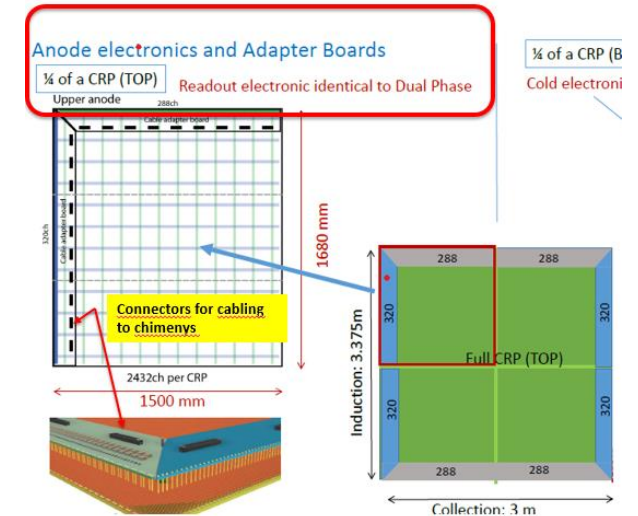 Anode electronics and Adapter Boards
¼ of a CRP (TOP)
Readout electronic identical to Dual Phase
Upper anode
288ch
Cable adapter board
320ch
Cable adapter board
1680 mm
Connectors for cabling
to chimenys
2432ch per CRP
1500 mm
¼ of a CRP (B
Cold electroni
288
288
320
320
Full CRP (TOP)
320
320
288
288
Induction: 3.375m
Collection: 3 m